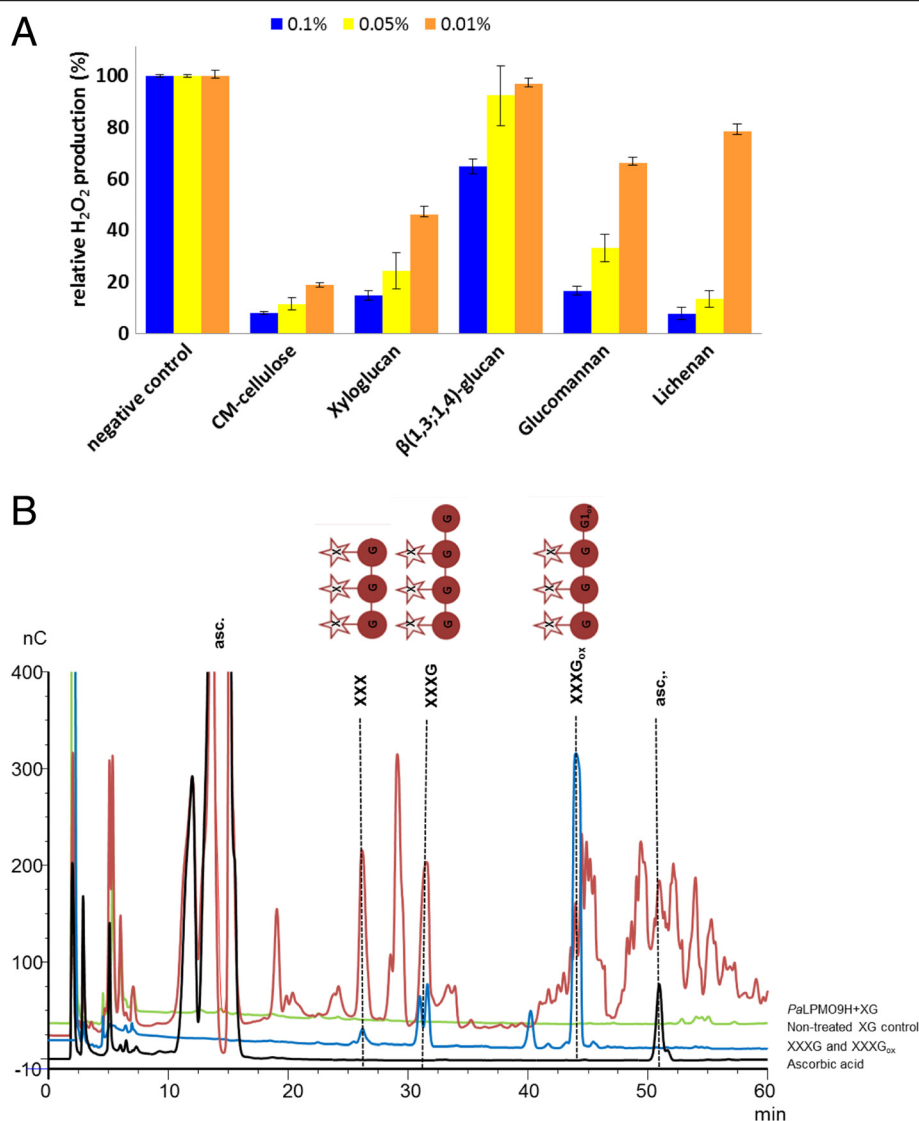 A
0.1% 0.05% 0.01%
relative H₂O₂ production (%)
100
80
60
40
20
0
negative control
CM-cellulose
Xyloglucan
β(1,3;1,4)-glucan
Glucomannan
Lichenan
B
G G1ox
X G X G X G
X G X G X G
X G X G X G
nC
asc.
XXX
XXXG
XXXGox
asc,.
400
300
200
100
-10
PaLPMO9H+XG
Non-treated XG control
XXXG and XXXGox
Ascorbic acid
0 10 20 30 40 50 60
min